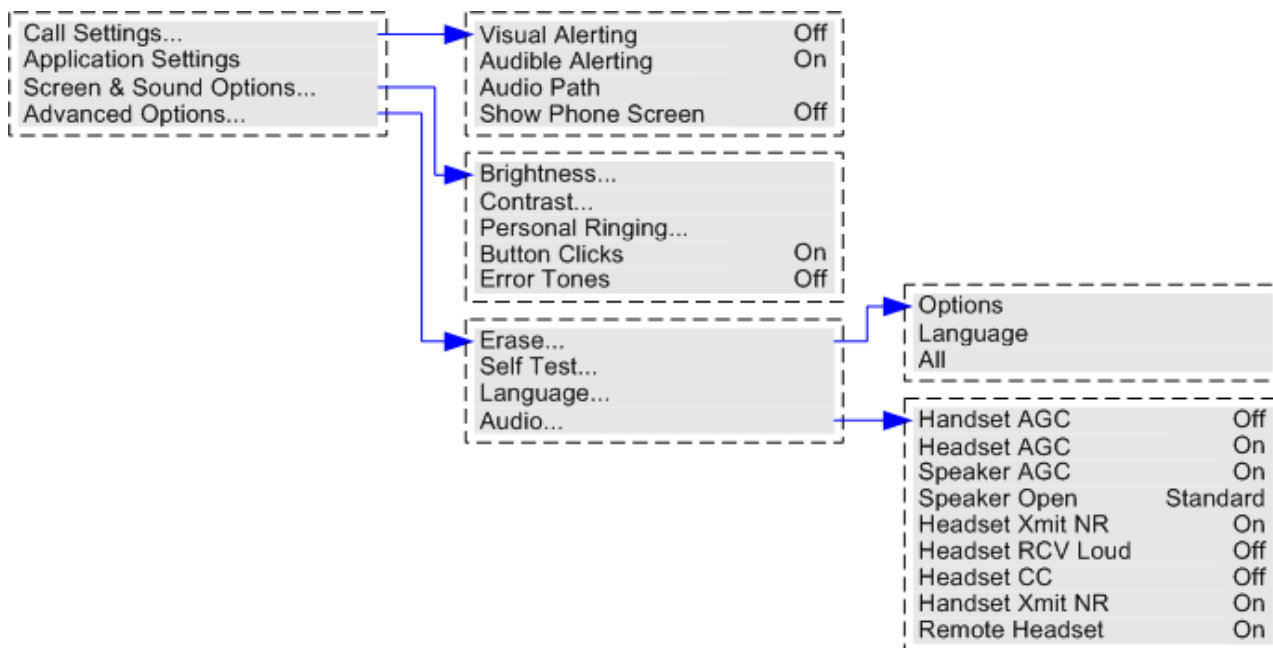 Call Settings...
Application Settings
Screen & Sound Options...
Advanced Options...
Visual Alerting Off
Audible Alerting On
Audio Path
Show Phone Screen Off
Brightness...
Contrast...
Personal Ringing...
Button Clicks On
Error Tones Off
Erase...
Self Test...
Language...
Audio...
Options
Language
All
Handset AGC Off
Headset AGC On
Speaker AGC On
Speaker Open Standard
Headset Xmit NR On
Headset RCV Loud Off
Headset CC Off
Handset Xmit NR On
Remote Headset On